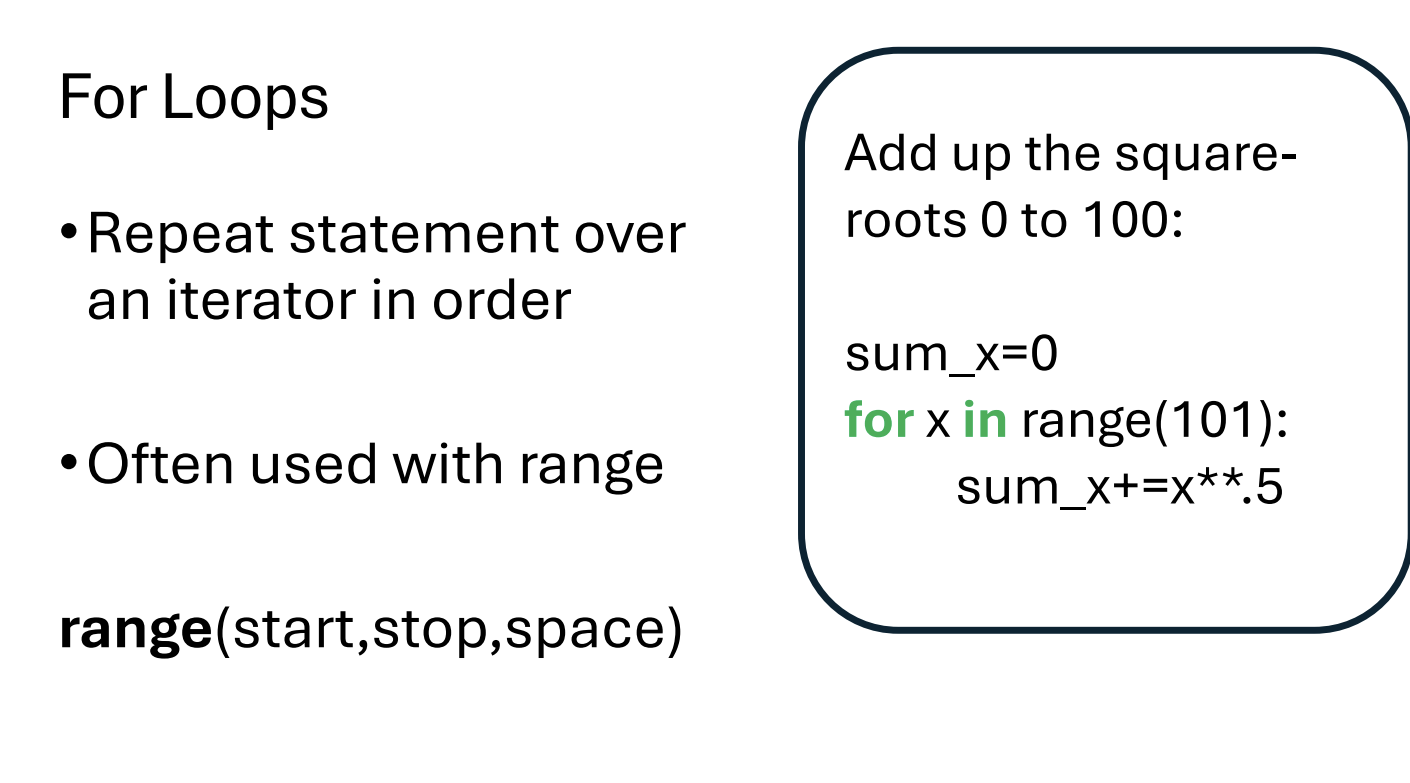 For Loops
•Repeat statement over
an iterator in order
•Often used with range
range(start,stop,space)
Add up the square-
roots 0 to 100:
sum_x=0
for x in range(101):
sum_x+=x**.5